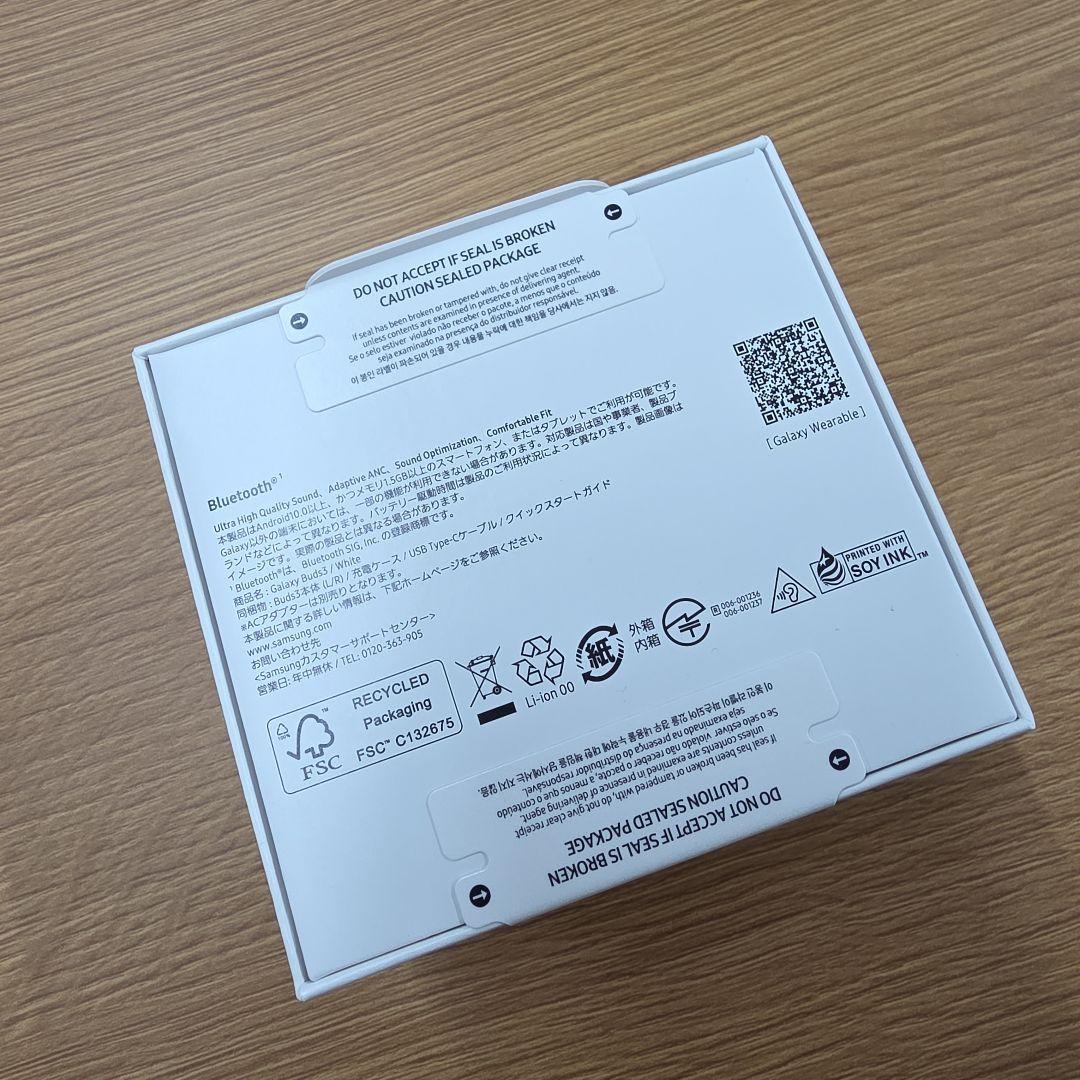 DO NOT ACCEPT IF SEAL IS BROKEN
CAUTION SEALED PACKAGE
If seal has been broken or tampered with, do not give clear receipt
unless contents are examined in presence of delivering agent.
Se o selo estiver violado não receber o pacote, a menos que o conteúdo
seja examinado na presença do distribuidor responsável.
이 봉인 라벨이 파손되어 있을 경우 내용물 누락에 대한 책임을 당사에서는 지지 않음.
[ Galaxy Wearable ]
Bluetooth®¹
Ultra High Quality Sound、Adaptive ANC、Sound Optimization、Comfortable Fit
本製品はAndroid10.0以上、かつメモリ1.5GB以上のスマートフォン、またはタブレットでご利用が可能です。
Galaxy以外の端末においては、一部の機能が利用できない場合があります。対応製品は国や事業者、製品ブ
ランドなどによって異なります。バッテリー駆動時間は製品のご利用状況によって異なります。製品画像は
イメージです。実際の製品とは異なる場合があります。
¹ Bluetooth®は、Bluetooth SIG, Inc. の登録商標です。
商品名 : Galaxy Buds3 / White
同梱物 : Buds3本体 (L/R) / 充電ケース / USB Type-Cケーブル / クイックスタートガイド
※ACアダプターは別売りとなります。
本製品に関する詳しい情報は、下記ホームページをご参照ください。
www.samsung.com
お問い合わせ先
<Samsungカスタマーサポートセンター>
営業日: 年中無休 / TEL: 0120-363-905
100%
FSC
RECYCLED
Packaging
FSC™ C132675
Li-ion 00
紙
外箱
内箱
R 006-001236
006-001237
PRINTED WITH
SOY INK™
DO NOT ACCEPT IF SEAL IS BROKEN
CAUTION SEALED PACKAGE
If seal has been broken or tampered with, do not give clear receipt
unless contents are examined in presence of delivering agent.
Se o selo estiver violado não receber o pacote, a menos que o conteúdo
seja examinado na presença do distribuidor responsável.
이 봉인 라벨이 파손되어 있을 경우 내용물 누락에 대한 책임을 당사에서는 지지 않음.